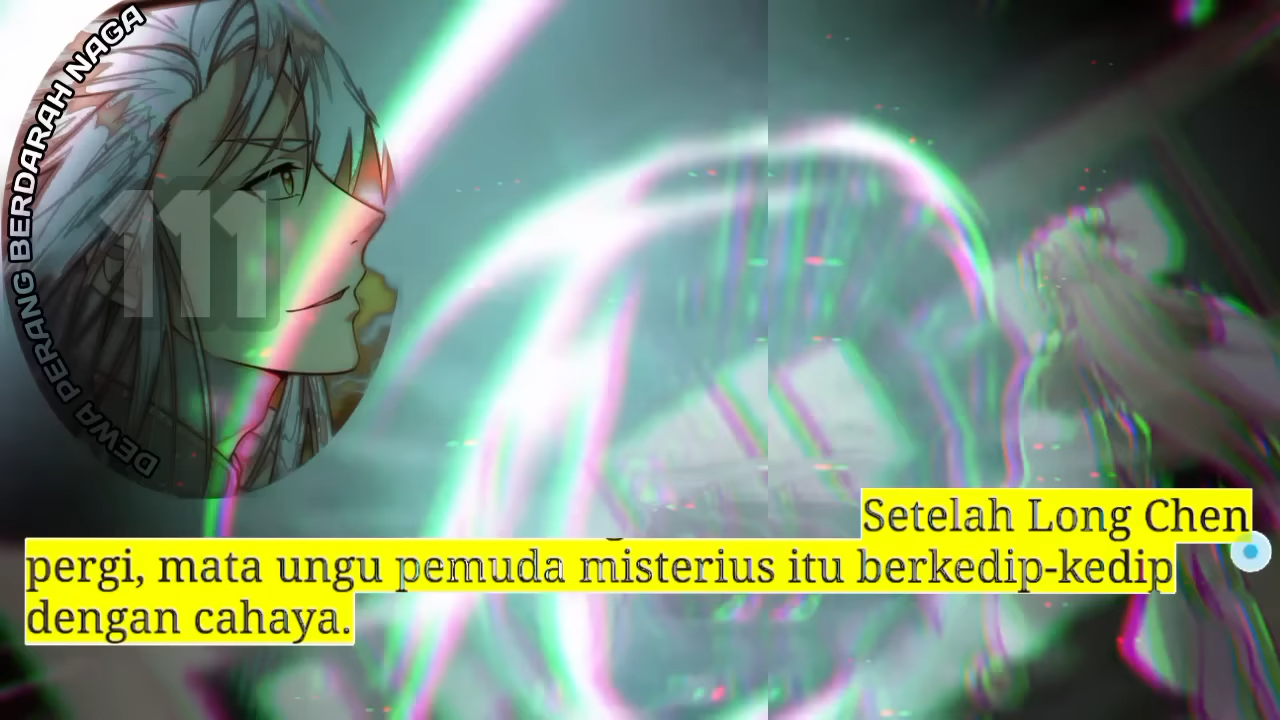 DEWA PERANG BERDARAH NAGA
111
Setelah Long Chen
pergi, mata ungu pemuda misterius itu berkedip-kedip
dengan cahaya.